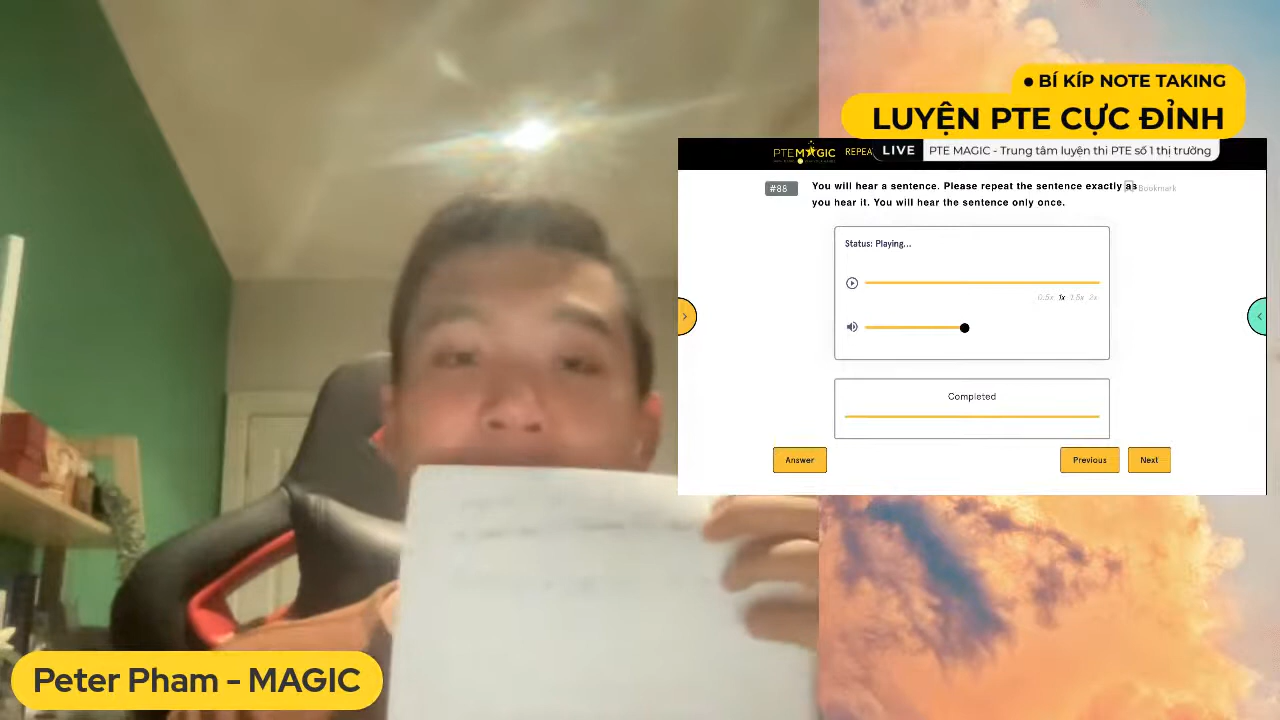 BÍ KÍP NOTE TAKING
LUYỆN PTE CỰC ĐỈNH
PTE MAGIC
REPEA
LIVE
PTE MAGIC - Trung tâm luyện thi PTE số 1 thị trường
#88
You will hear a sentence. Please repeat the sentence exactly as
you hear it. You will hear the sentence only once.
Bookmark
Status: Playing...
0.5x 1x 1.5x 2x
Completed
Answer
Previous
Next
Peter Pham - MAGIC